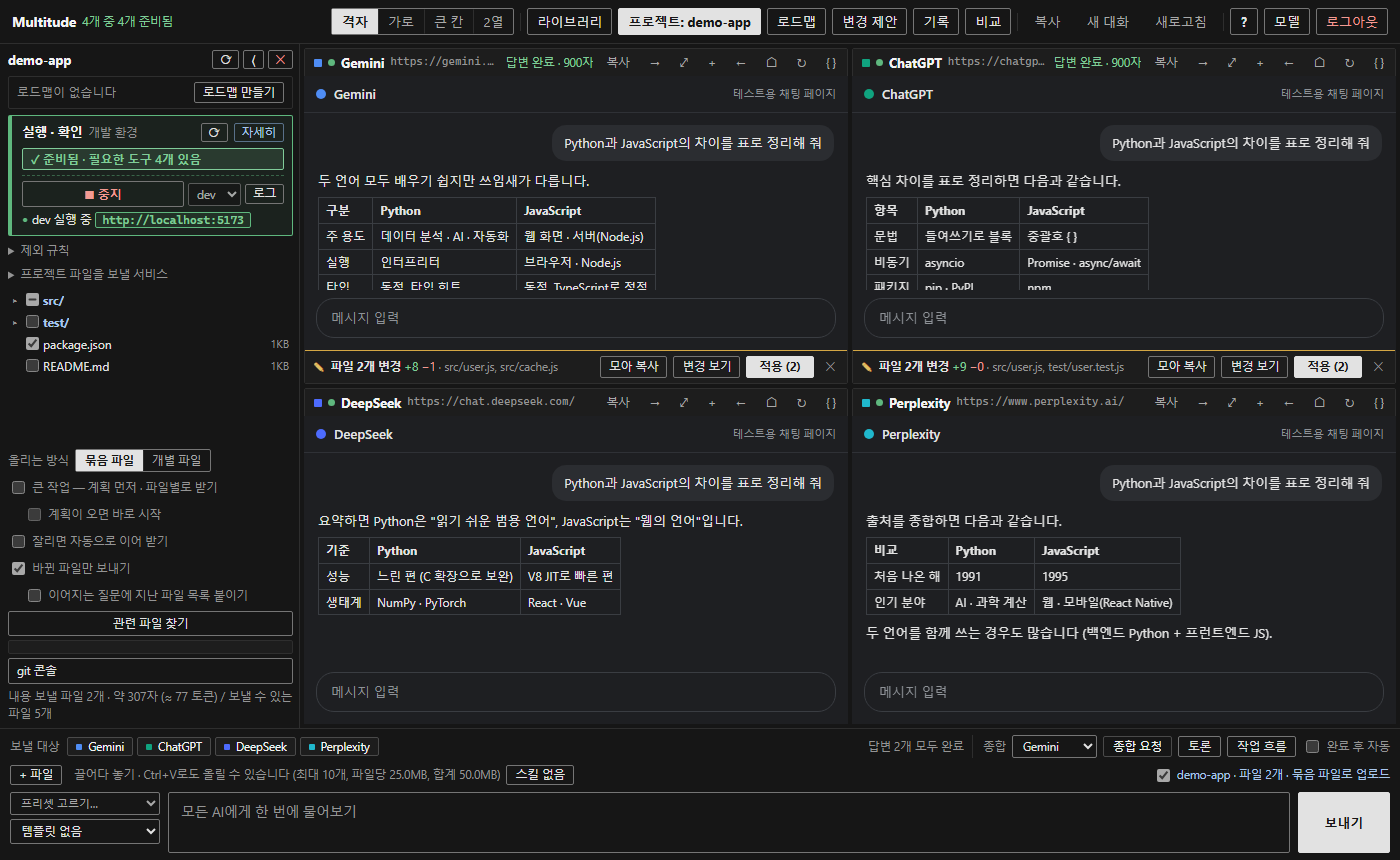 Multitude 4개 중 4개 준비됨
격자 가로 큰 칸 2열 라이브러리 프로젝트: demo-app 로드맵 변경 제안 기록 비교 복사 새 대화 새로고침 ? 모델 로그아웃
demo-app
로드맵이 없습니다 로드맵 만들기
실행 · 확인 개발 환경 자세히
✓ 준비됨 · 필요한 도구 4개 있음
■ 중지 dev 로그
● dev 실행 중 http://localhost:5173
▸ 제외 규칙
▸ 프로젝트 파일을 보낼 서비스
▸ src/
▸ test/
package.json 1KB
README.md 1KB
올리는 방식 묶음 파일 개별 파일
큰 작업 — 계획 먼저 · 파일별로 받기
계획이 오면 바로 시작
잘리면 자동으로 이어 받기
바뀐 파일만 보내기
이어지는 질문에 지난 파일 목록 붙이기
관련 파일 찾기
git 콘솔
내용 보낼 파일 2개 · 약 307자 (≈ 77 토큰) / 보낼 수 있는
파일 5개
Gemini https://gemini.… 답변 완료 · 900자 복사 → ⤢ + ← ↻ { }
Gemini 테스트용 채팅 페이지
Python과 JavaScript의 차이를 표로 정리해 줘
두 언어 모두 배우기 쉽지만 쓰임새가 다릅니다.
구분 Python JavaScript
주 용도 데이터 분석 · AI · 자동화 웹 화면 · 서버(Node.js)
실행 인터프리터 브라우저 · Node.js
타입 동적, 타입 힌트 동적, TypeScript로 정적
메시지 입력
파일 2개 변경 +8 −1 · src/user.js, src/cache.js 모아 복사 변경 보기 적용 (2) ×
ChatGPT https://chatgp… 답변 완료 · 900자 복사 → ⤢ + ← ↻ { }
ChatGPT 테스트용 채팅 페이지
Python과 JavaScript의 차이를 표로 정리해 줘
핵심 차이를 표로 정리하면 다음과 같습니다.
항목 Python JavaScript
문법 들여쓰기로 블록 중괄호 { }
비동기 asyncio Promise · async/await
패키지 pip · PyPI npm
메시지 입력
파일 2개 변경 +9 −0 · src/user.js, test/user.test.js 모아 복사 변경 보기 적용 (2) ×
DeepSeek https://chat.deepseek.com/ 복사 → ⤢ + ← ↻ { }
DeepSeek 테스트용 채팅 페이지
Python과 JavaScript의 차이를 표로 정리해 줘
요약하면 Python은 "읽기 쉬운 범용 언어", JavaScript는 "웹의 언어"입니다.
기준 Python JavaScript
성능 느린 편 (C 확장으로 보완) V8 JIT로 빠른 편
생태계 NumPy · PyTorch React · Vue
메시지 입력
Perplexity https://www.perplexity.ai/ 복사 → ⤢ + ← ↻ { }
Perplexity 테스트용 채팅 페이지
Python과 JavaScript의 차이를 표로 정리해 줘
출처를 종합하면 다음과 같습니다.
비교 Python JavaScript
처음 나온 해 1991 1995
인기 분야 AI · 과학 계산 웹 · 모바일(React Native)
두 언어를 함께 쓰는 경우도 많습니다 (백엔드 Python + 프런트엔드 JS).
메시지 입력
보낼 대상 Gemini ChatGPT DeepSeek Perplexity 답변 2개 모두 완료 종합 Gemini 종합 요청 토론 작업 흐름 완료 후 자동
+ 파일 끌어다 놓기 · Ctrl+V로도 올릴 수 있습니다 (최대 10개, 파일당 25.0MB, 합계 50.0MB) 스킬 없음 demo-app · 파일 2개 · 묶음 파일로 업로드
프리셋 고르기...
템플릿 없음
모든 AI에게 한 번에 물어보기
보내기